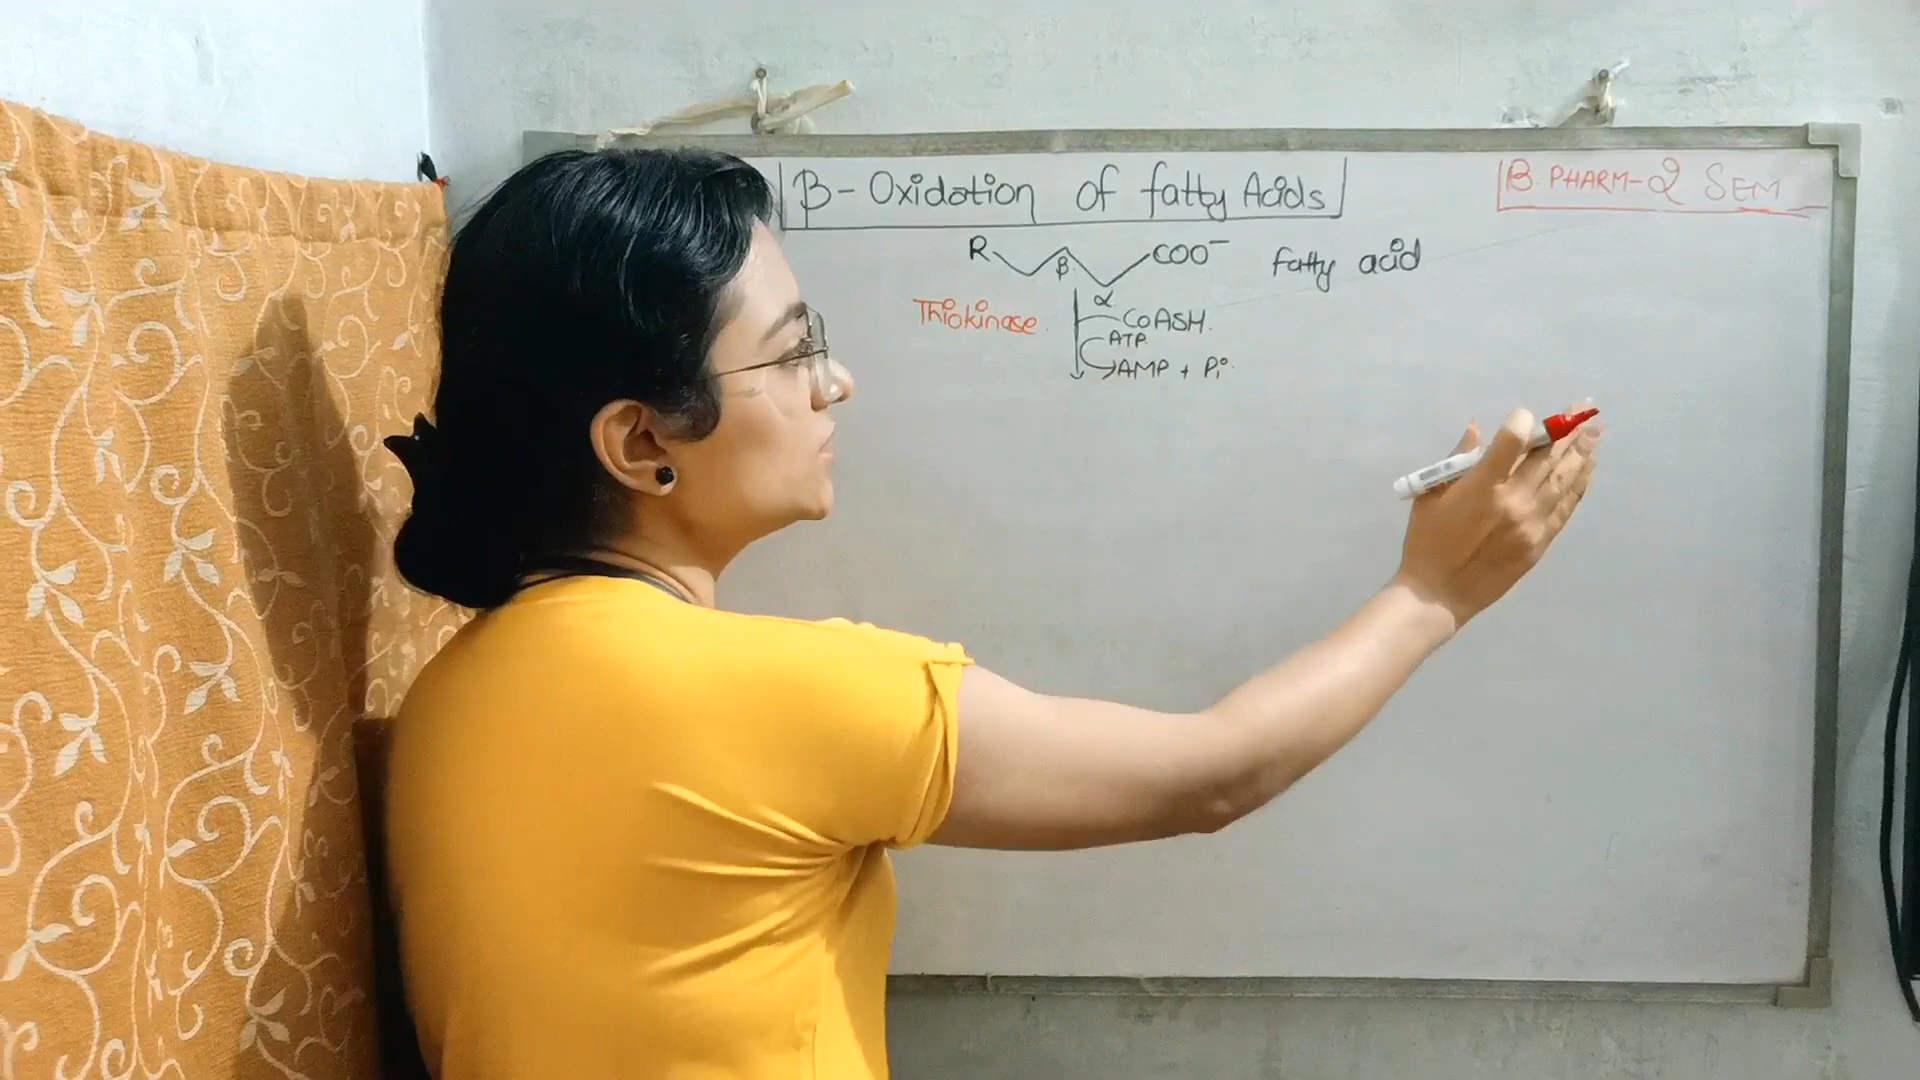 β - Oxidation of fatty Acids
B. PHARM - 2 SEM
R β COO⁻ fatty acid
α
Thiokinase CoASH.
ATP
AMP + Pi